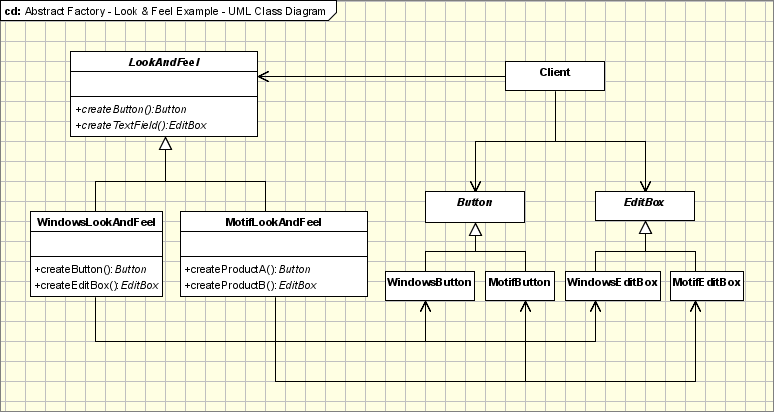 cd: Abstract Factory - Look & Feel Example - UML Class Diagram
LookAndFeel
+createButton():Button
+createTextField():EditBox
Client
WindowsLookAndFeel
+createButton():Button
+createEditBox():EditBox
MotifLookAndFeel
+createProductA():Button
+createProductB():EditBox
Button
EditBox
WindowsButton
MotifButton
WindowsEditBox
MotifEditBox